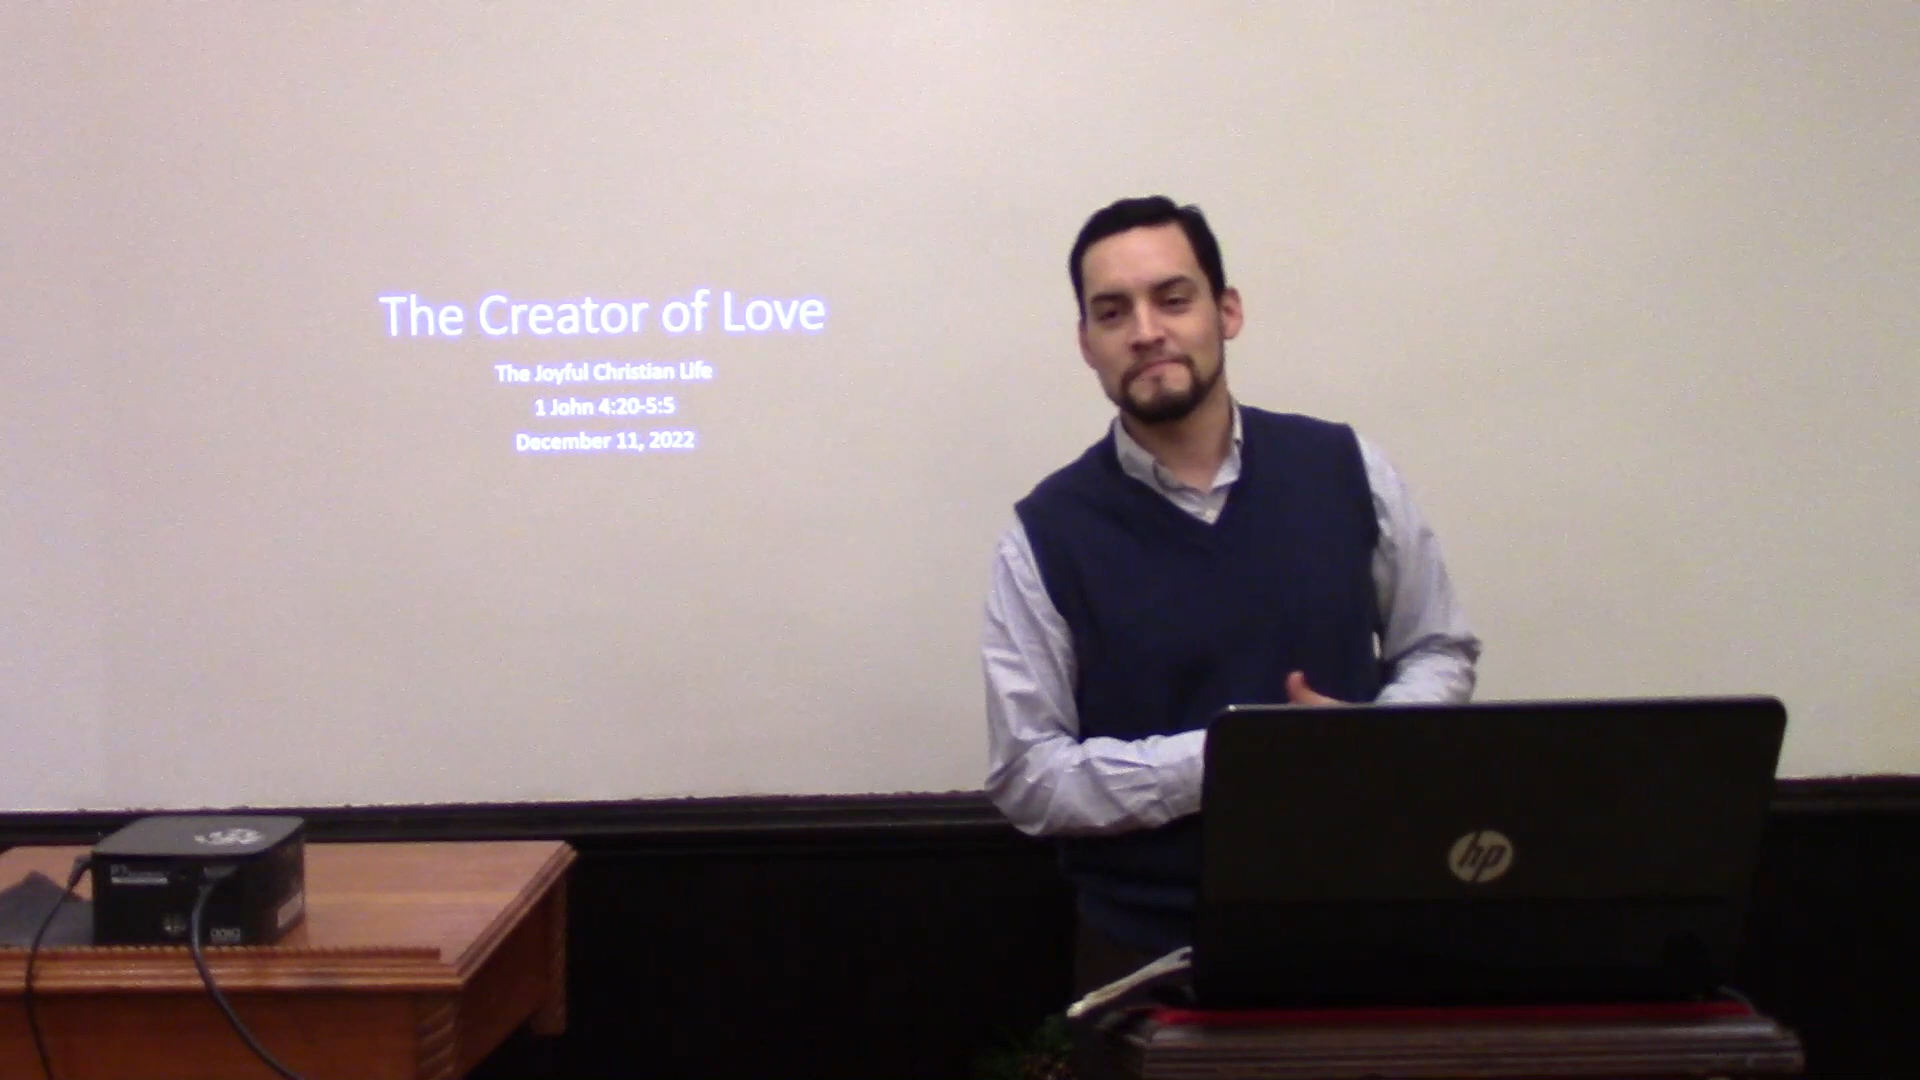 The Creator of Love
The Joyful Christian Life
1 John 4:20-5:5
December 11, 2022
hp